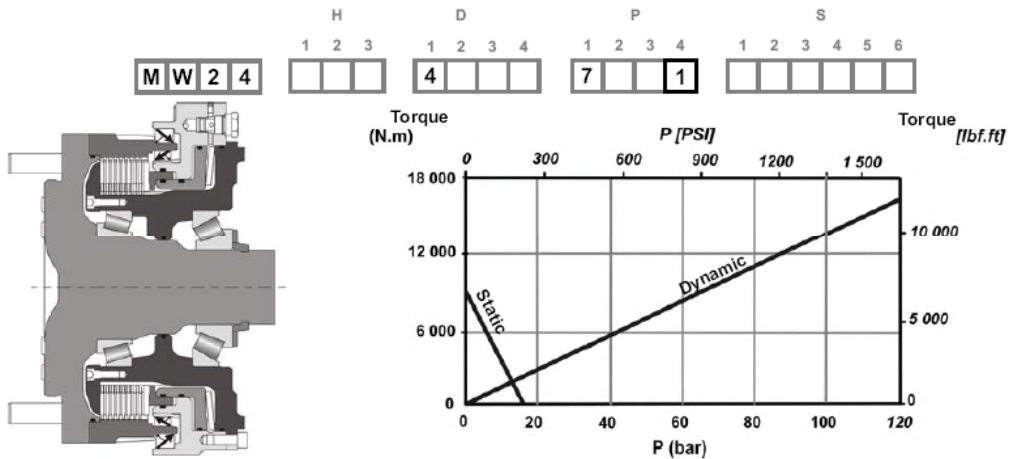 H D P S
1 2 3 1 2 3 4 1 2 3 4 1 2 3 4 5 6
M W 2 4 4 7 1
Torque
(N.m)
P [PSI]
Torque
[lbf.ft]
0 300 600 900 1200 1 500
18 000
12 000
6 000
0
10 000
5 000
0
Static
Dynamic
0 20 40 60 80 100 120
P (bar)